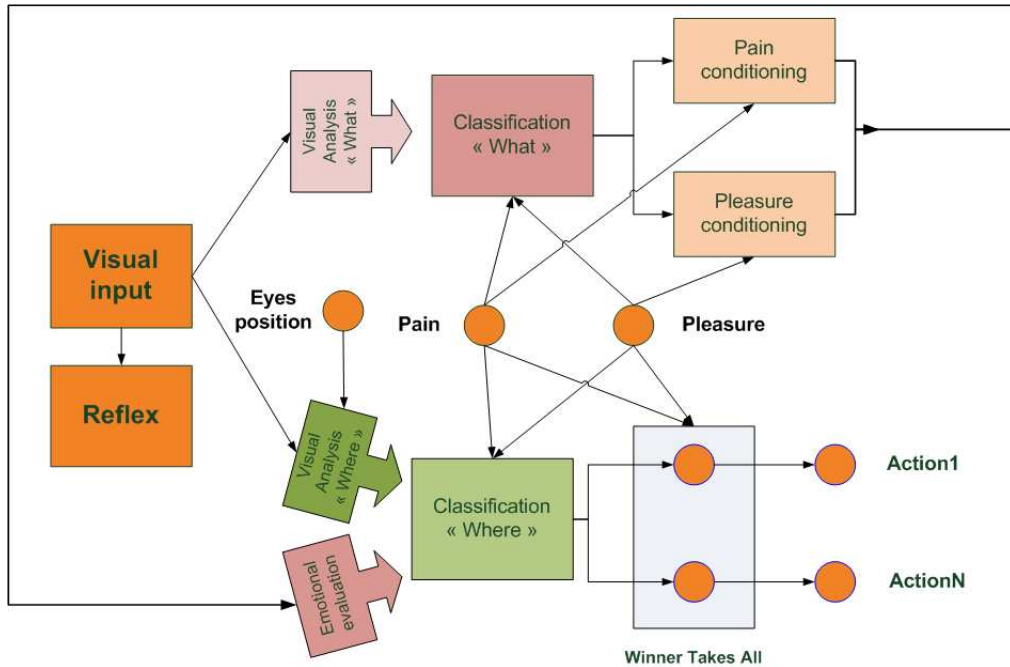 Pain
conditioning
Visual
Analysis
« What »
Classification
« What »
Pleasure
conditioning
Visual
input
Eyes
position
Pain
Pleasure
Reflex
Visual
Analysis
« Where »
Classification
« Where »
Action1
Emotional
evaluation
ActionN
Winner Takes All